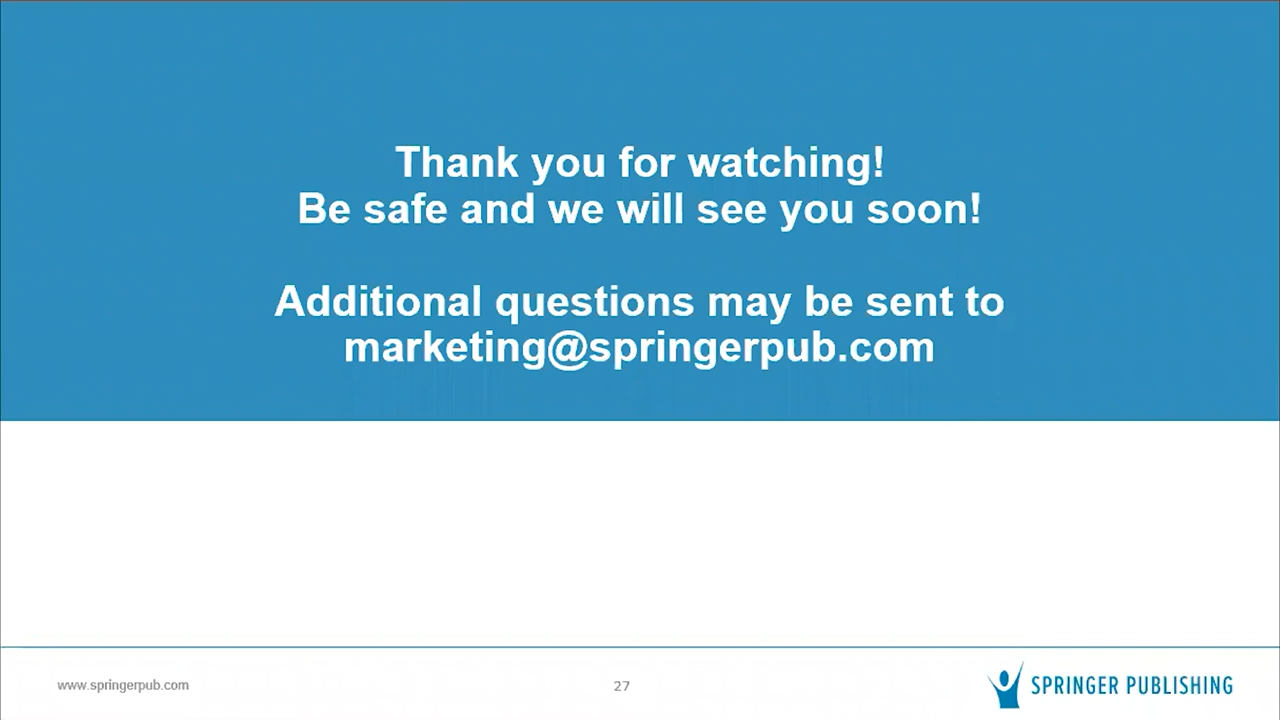 Thank you for watching!
Be safe and we will see you soon!
Additional questions may be sent to
marketing@springerpub.com
www.springerpub.com
27
SPRINGER PUBLISHING